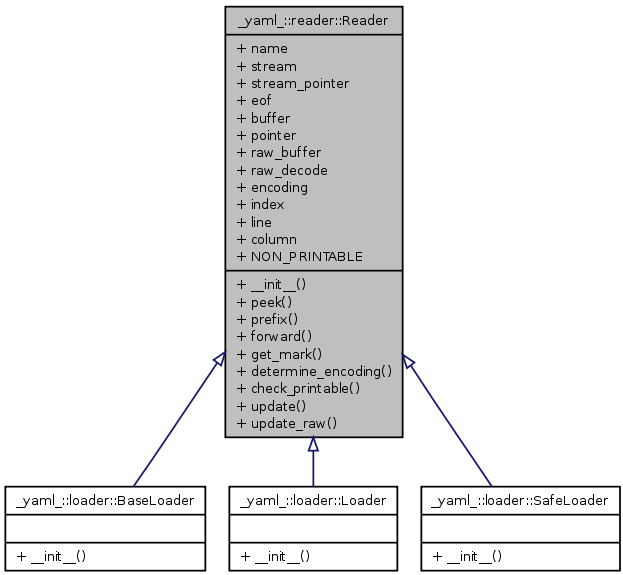 _yaml_::reader::Reader
+ name
+ stream
+ stream_pointer
+ eof
+ buffer
+ pointer
+ raw_buffer
+ raw_decode
+ encoding
+ index
+ line
+ column
+ NON_PRINTABLE
+ __init__()
+ peek()
+ prefix()
+ forward()
+ get_mark()
+ determine_encoding()
+ check_printable()
+ update()
+ update_raw()
_yaml_::loader::BaseLoader
+ __init__()
_yaml_::loader::Loader
+ __init__()
_yaml_::loader::SafeLoader
+ __init__()